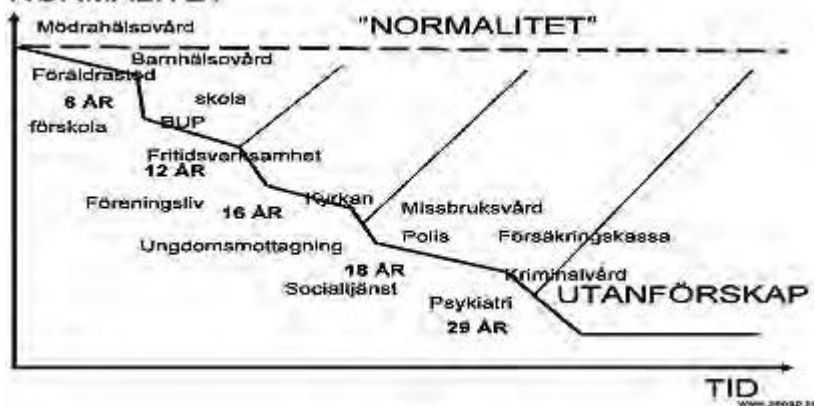 NORMALITET
Mödrahälsovård
"NORMALITET"
Barnhälsovård
Föräldrastöd
6 ÅR
skola
förskola
BUP
Fritidsverksamhet
12 ÅR
Föreningsliv
16 ÅR
Kyrkan
Missbruksvård
Ungdomsmottagning
Polis
Försäkringskassa
18 ÅR
Kriminalvård
Socialtjänst
Psykiatri
UTANFÖRSKAP
29 ÅR
TID